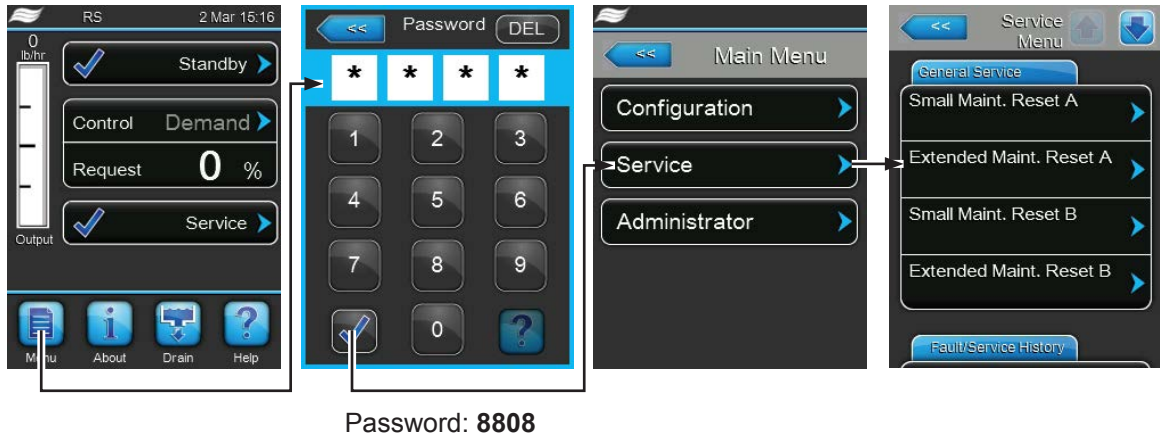 RS 2 Mar 15:16
0
lb/hr
Standby
Control Demand
Request 0 %
Service
Output
Menu About Drain Help
<< Password DEL
* * * *
1 2 3
4 5 6
7 8 9
0 ?
Password: 8808
<< Main Menu
Configuration
Service
Administrator
<< Service
Menu
General Service
Small Maint. Reset A
Extended Maint. Reset A
Small Maint. Reset B
Extended Maint. Reset B
Fault/Service History